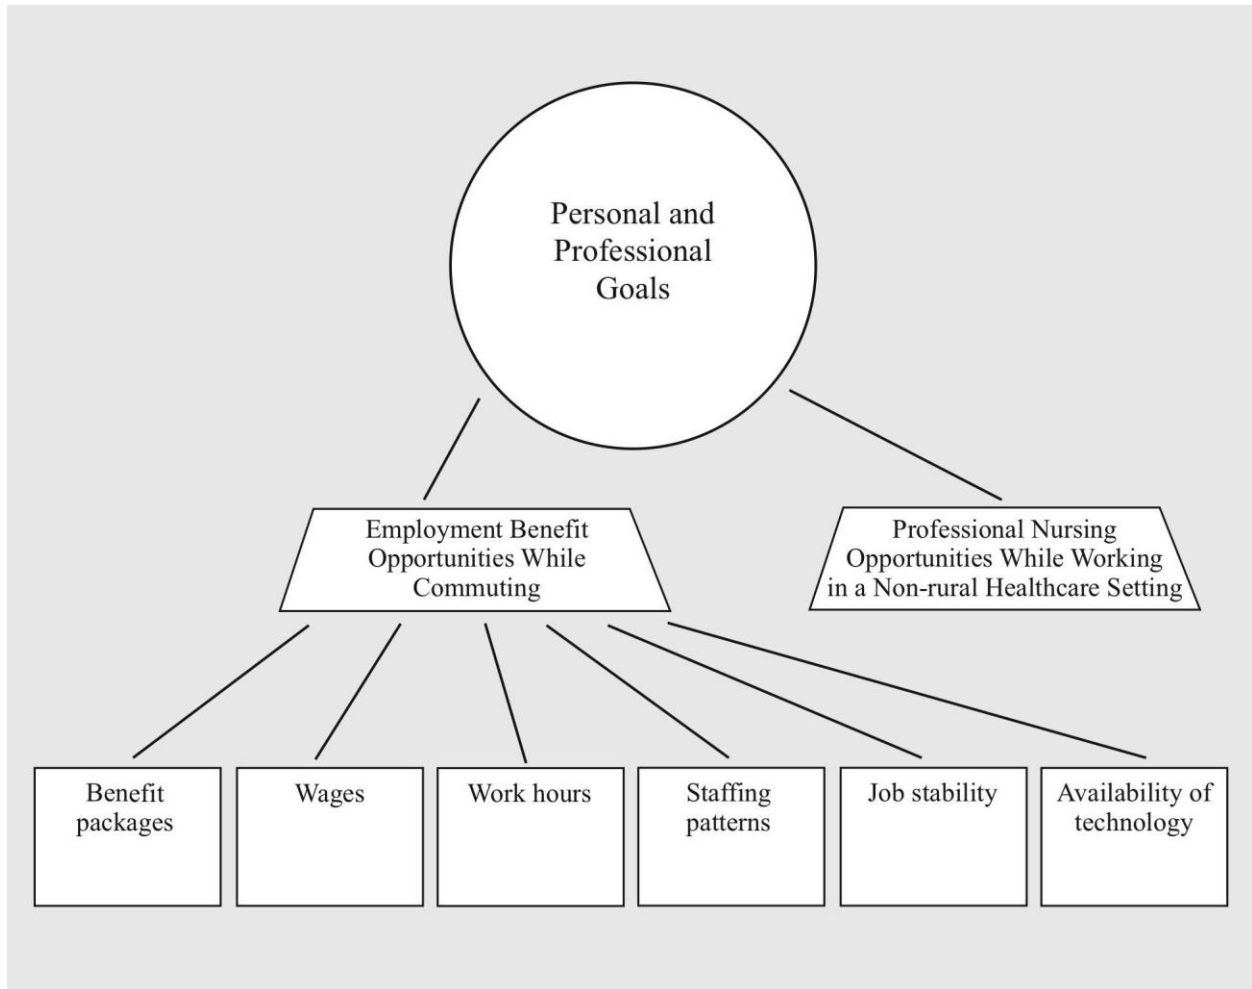 Personal and
Professional
Goals
Employment Benefit
Opportunities While
Commuting
Professional Nursing
Opportunities While Working
in a Non-rural Healthcare Setting
Benefit
packages
Wages
Work hours
Staffing
patterns
Job stability
Availability of
technology